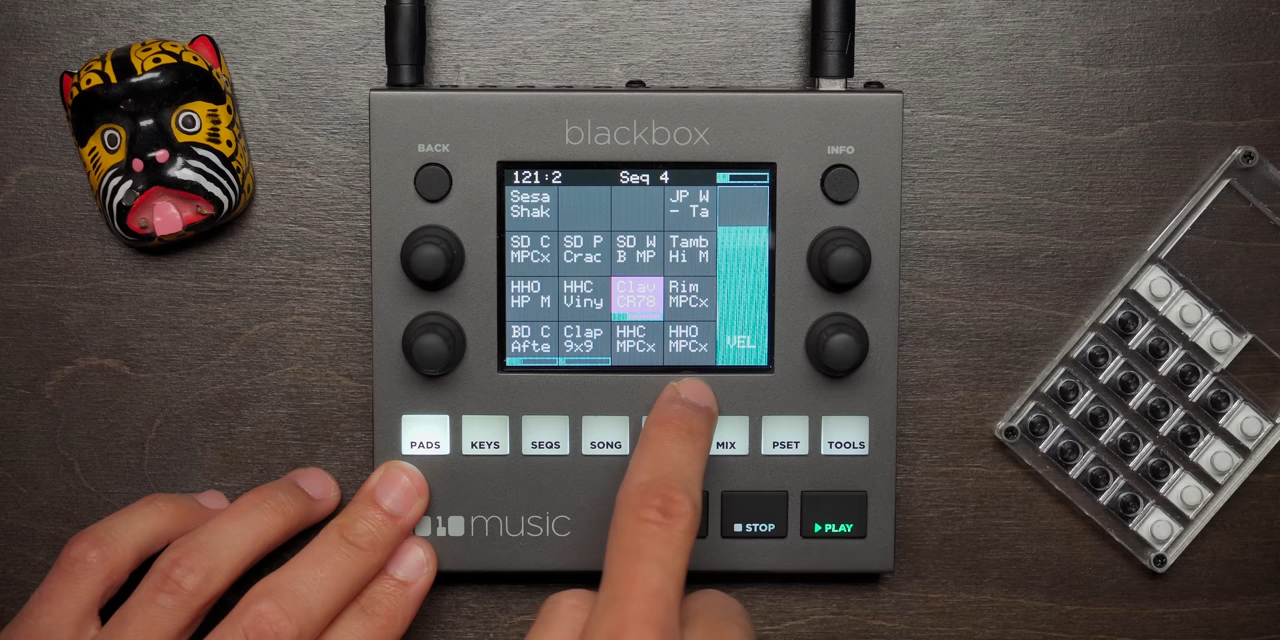 blackbox
BACK
INFO
121:2 Seq 4
Sesa JP W
Shak - Ta
SD C SD P SD W Tamb
MPCx Crac B MP Hi M
HHO HHC Clav Rim
HP M Viny CR78 MPCx
BD C Clap HHC HHO
Afte 9x9 MPCx MPCx
VEL
PADS KEYS SEQS SONG MIX PSET TOOLS
music STOP PLAY